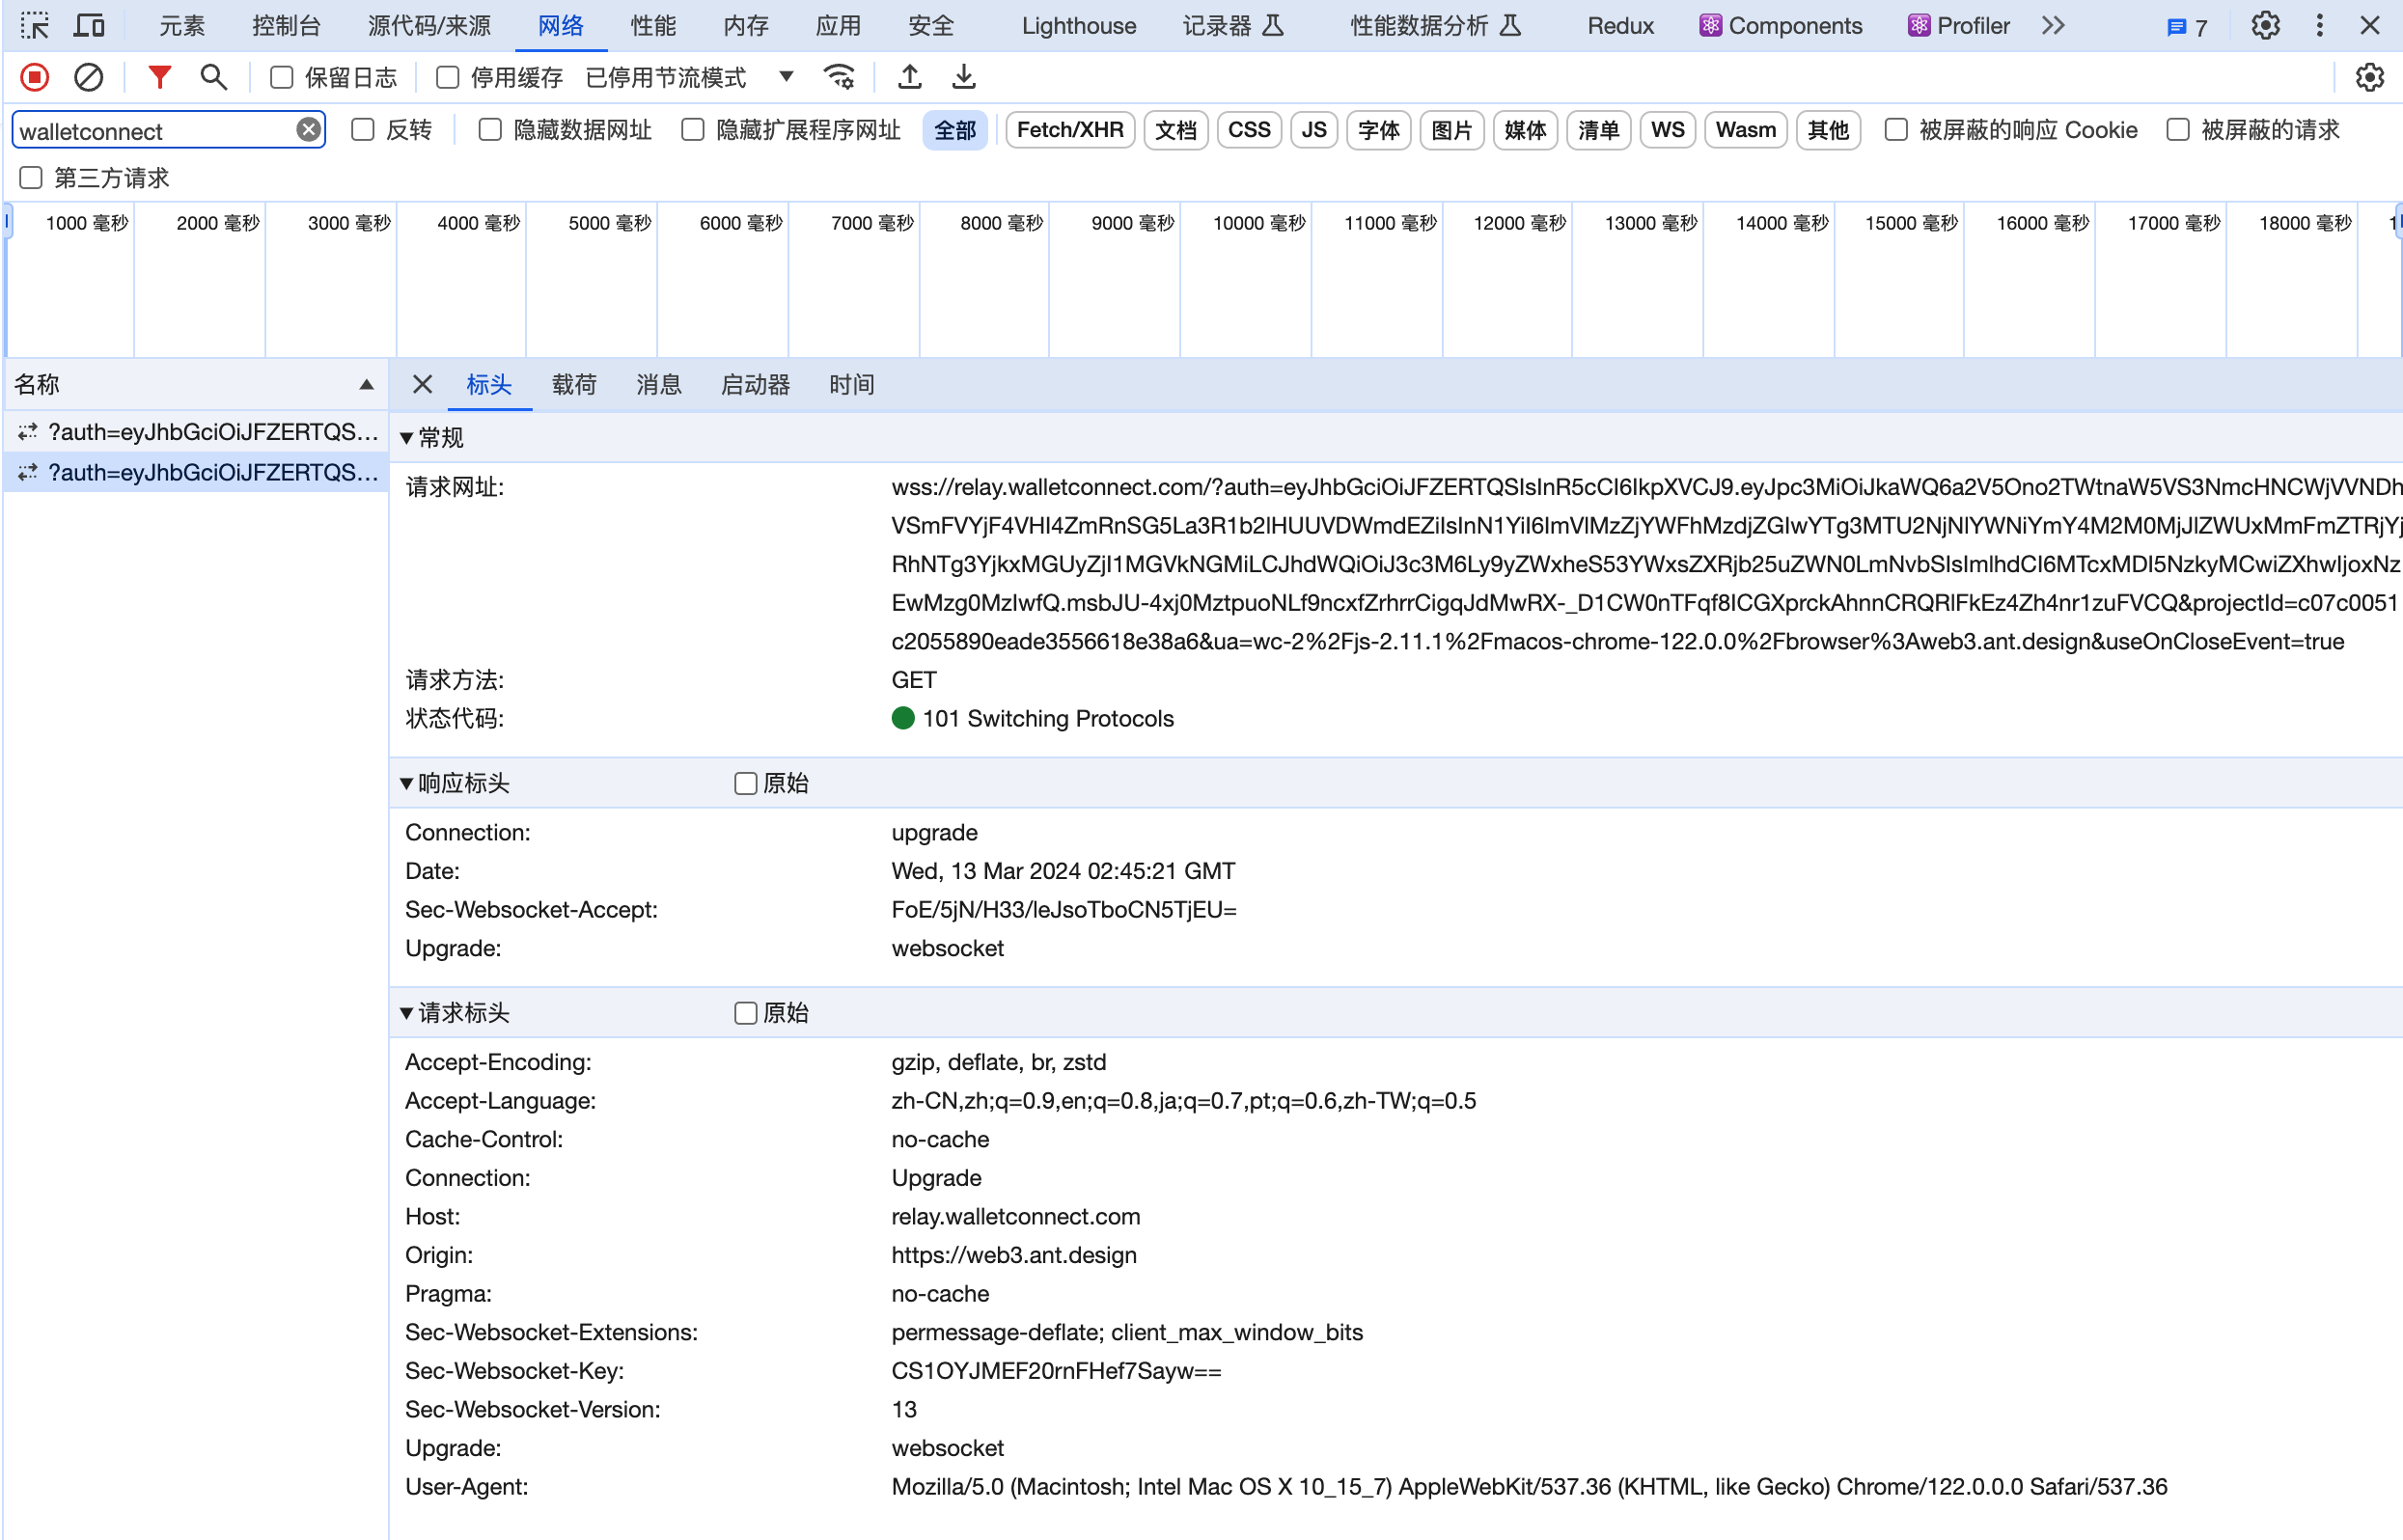 元素 控制台 源代码/来源 网络 性能 内存 应用 安全 Lighthouse 记录器 性能数据分析 Redux Components Profiler 7
保留日志 停用缓存 已停用节流模式
walletconnect 反转 隐藏数据网址 隐藏扩展程序网址 全部 Fetch/XHR 文档 CSS JS 字体 图片 媒体 清单 WS Wasm 其他 被屏蔽的响应 Cookie 被屏蔽的请求
第三方请求
1000 毫秒 2000 毫秒 3000 毫秒 4000 毫秒 5000 毫秒 6000 毫秒 7000 毫秒 8000 毫秒 9000 毫秒 10000 毫秒 11000 毫秒 12000 毫秒 13000 毫秒 14000 毫秒 15000 毫秒 16000 毫秒 17000 毫秒 18000 毫秒
名称 标头 载荷 消息 启动器 时间
?auth=eyJhbGciOiJFZERTQS...
?auth=eyJhbGciOiJFZERTQS...
常规
请求网址: wss://relay.walletconnect.com/?auth=eyJhbGciOiJFZERTQSIsInR5cCI6IkpXVCJ9.eyJpc3MiOiJkaWQ6a2V5Ono2TWtnaW5VS3NmcHNCWjVVNDh
VSmFVYjF4VHI4ZmRnSG5La3R1b2lHUUVDWmdEZiIsInN1YiI6ImVlMzZjYWFhMzdjZGIwYTg3MTU2NjNlYWNiYmY4M2M0MjJlZWUxMmFmZTRjYj
RhNTg3YjkxMGUyZjI1MGVkNGMiLCJhdWQiOiJ3c3M6Ly9yZWxheS53YWxsZXRjb25uZWN0LmNvbSIsImlhdCI6MTcxMDI5NzkyMCwiZXhwIjoxNz
EwMzg0MzIwfQ.msbJU-4xj0MztpuoNLf9ncxfZrhrrCigqJdMwRX-_D1CW0nTFqf8ICGXprckAhnnCRQRlFkEz4Zh4nr1zuFVCQ&projectId=c07c0051
c2055890eade3556618e38a6&ua=wc-2%2Fjs-2.11.1%2Fmacos-chrome-122.0.0%2Fbrowser%3Aweb3.ant.design&useOnCloseEvent=true
请求方法: GET
状态代码: 101 Switching Protocols
响应标头 原始
Connection: upgrade
Date: Wed, 13 Mar 2024 02:45:21 GMT
Sec-Websocket-Accept: FoE/5jN/H33/leJsoTboCN5TjEU=
Upgrade: websocket
请求标头 原始
Accept-Encoding: gzip, deflate, br, zstd
Accept-Language: zh-CN,zh;q=0.9,en;q=0.8,ja;q=0.7,pt;q=0.6,zh-TW;q=0.5
Cache-Control: no-cache
Connection: Upgrade
Host: relay.walletconnect.com
Origin: https://web3.ant.design
Pragma: no-cache
Sec-Websocket-Extensions: permessage-deflate; client_max_window_bits
Sec-Websocket-Key: CS1OYJMEF20rnFHef7Sayw==
Sec-Websocket-Version: 13
Upgrade: websocket
User-Agent: Mozilla/5.0 (Macintosh; Intel Mac OS X 10_15_7) AppleWebKit/537.36 (KHTML, like Gecko) Chrome/122.0.0.0 Safari/537.36